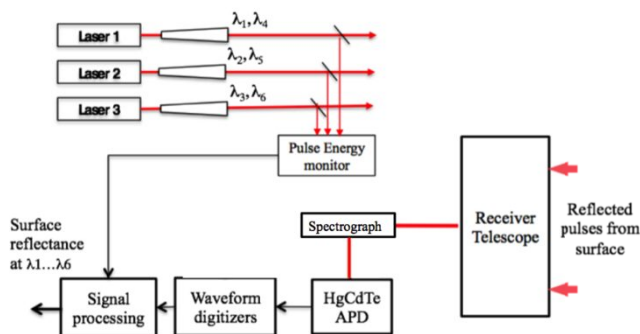 Laser 1
λ1, λ4
Laser 2
λ2, λ5
Laser 3
λ3, λ6
Pulse Energy
monitor
Spectrograph
Receiver
Telescope
Reflected
pulses from
surface
Surface
reflectance
at λ1...λ6
Signal
processing
Waveform
digitizers
HgCdTe
APD